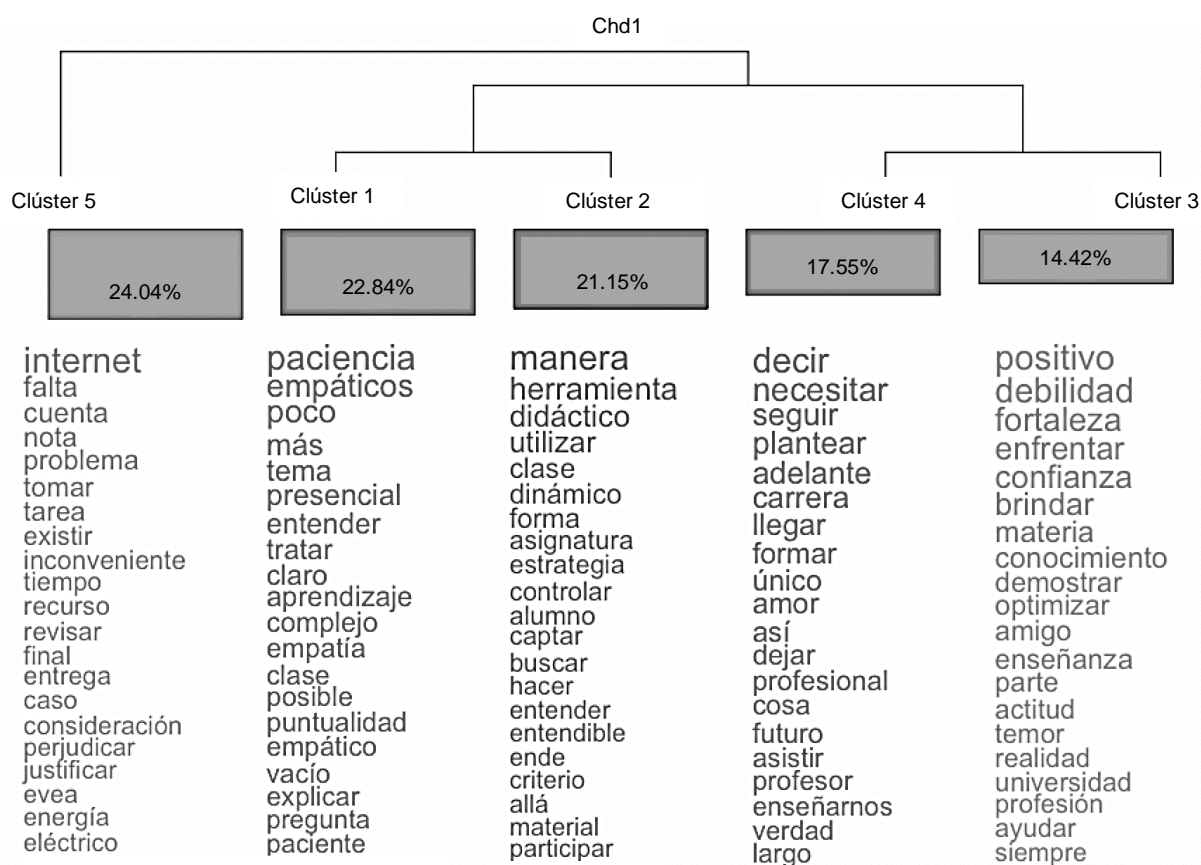 Chd1
Clúster 5
Clúster 1
Clúster 2
Clúster 4
Clúster 3
24.04%
22.84%
21.15%
17.55%
14.42%
internet
falta
cuenta
nota
problema
tomar
tarea
existir
inconveniente
tiempo
recurso
revisar
final
entrega
caso
consideración
perjudicar
justificar
evea
energía
eléctrico
paciencia
empáticos
poco
más
tema
presencial
entender
tratar
claro
aprendizaje
complejo
empatía
clase
posible
puntualidad
empático
vacío
explicar
pregunta
paciente
manera
herramienta
didáctico
utilizar
clase
dinámico
forma
asignatura
estrategia
controlar
alumno
captar
buscar
hacer
entender
entendible
ende
criterio
allá
material
participar
decir
necesitar
seguir
plantear
adelante
carrera
llegar
formar
único
amor
así
dejar
profesional
cosa
futuro
asistir
profesor
enseñarnos
verdad
largo
positivo
debilidad
fortaleza
enfrentar
confianza
brindar
materia
conocimiento
demostrar
optimizar
amigo
enseñanza
parte
actitud
temor
realidad
universidad
profesión
ayudar
siempre